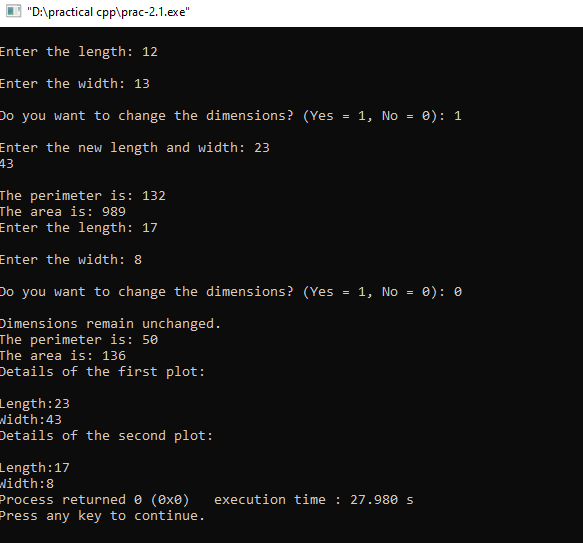 "D:\practical cpp\prac-2.1.exe"
Enter the length: 12
Enter the width: 13
Do you want to change the dimensions? (Yes = 1, No = 0): 1
Enter the new length and width: 23
43
The perimeter is: 132
The area is: 989
Enter the length: 17
Enter the width: 8
Do you want to change the dimensions? (Yes = 1, No = 0): 0
Dimensions remain unchanged.
The perimeter is: 50
The area is: 136
Details of the first plot:
Length:23
Width:43
Details of the second plot:
Length:17
Width:8
Process returned 0 (0x0)   execution time : 27.980 s
Press any key to continue.